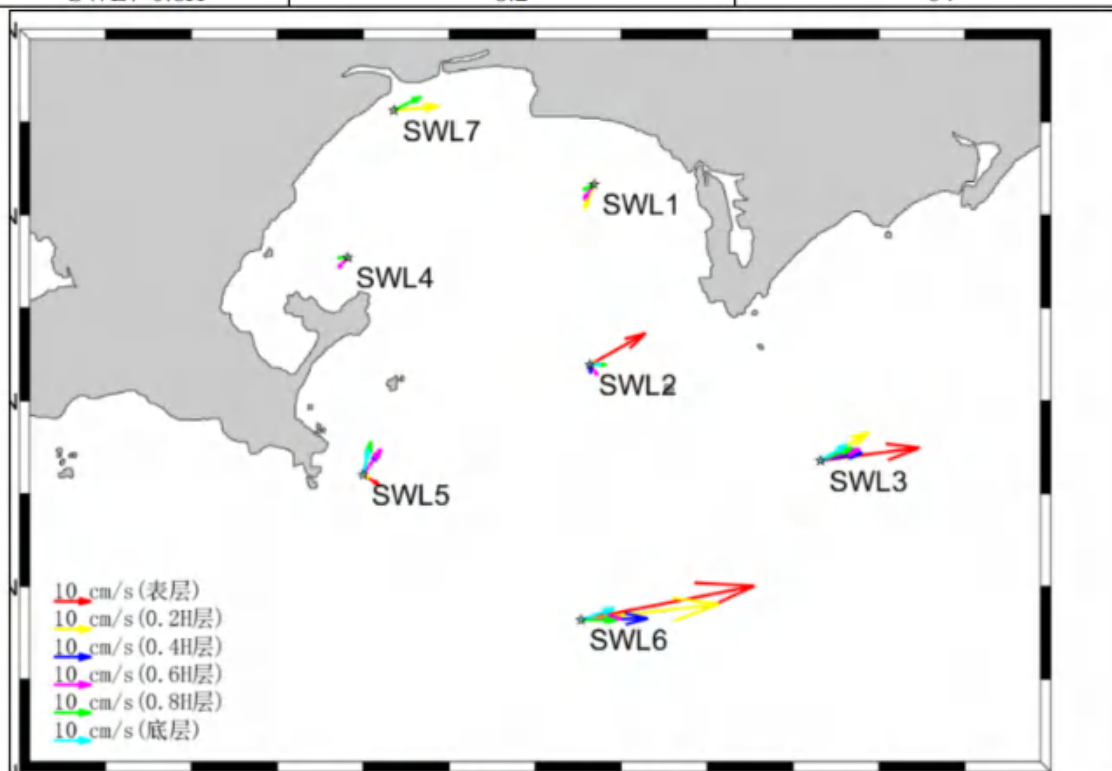 SWL7
SWL1
SWL4
SWL2
SWL3
SWL5
SWL6
10 cm/s(表层)
10 cm/s(0.2H层)
10 cm/s(0.4H层)
10 cm/s(0.6H层)
10 cm/s(0.8H层)
10 cm/s(底层)